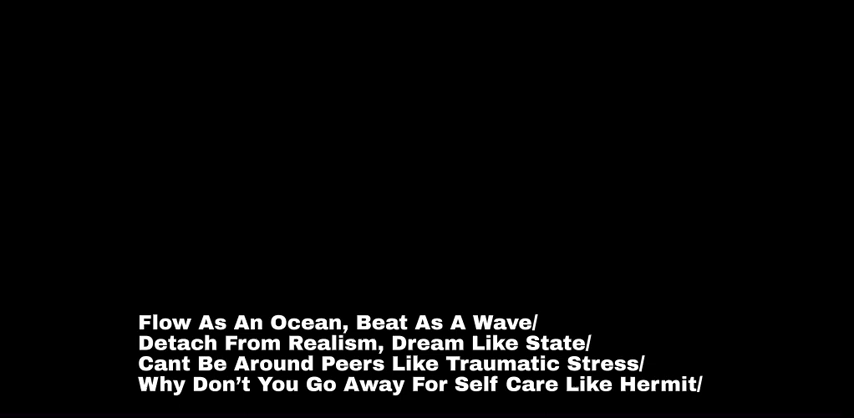 Flow As An Ocean, Beat As A Wave/
Detach From Realism, Dream Like State/
Cant Be Around Peers Like Traumatic Stress/
Why Don’t You Go Away For Self Care Like Hermit/